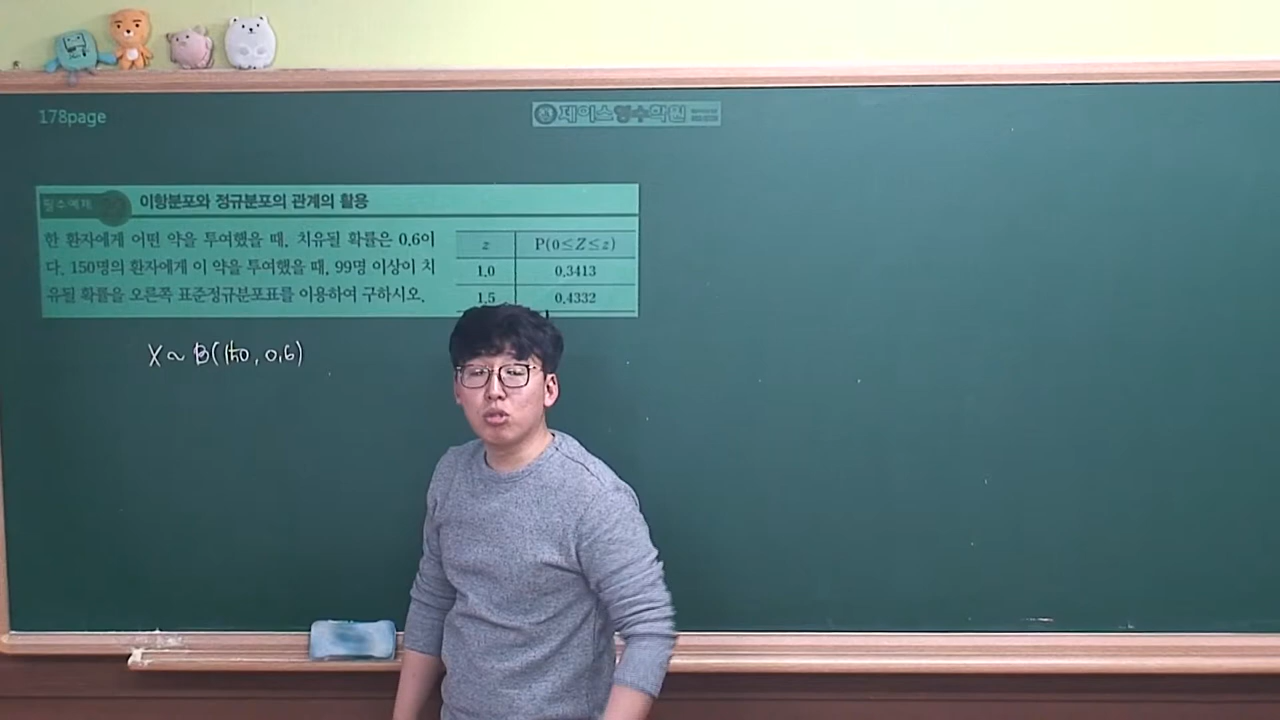 178page
제이스영수학원
필수예제
이항분포와 정규분포의 관계의 활용
한 환자에게 어떤 약을 투여했을 때, 치유될 확률은 0.6이
다. 150명의 환자에게 이 약을 투여했을 때, 99명 이상이 치
유될 확률을 오른쪽 표준정규분포표를 이용하여 구하시오.
z P(0≤Z≤z)
1.0 0.3413
1.5 0.4332
X ~ B(150, 0.6)